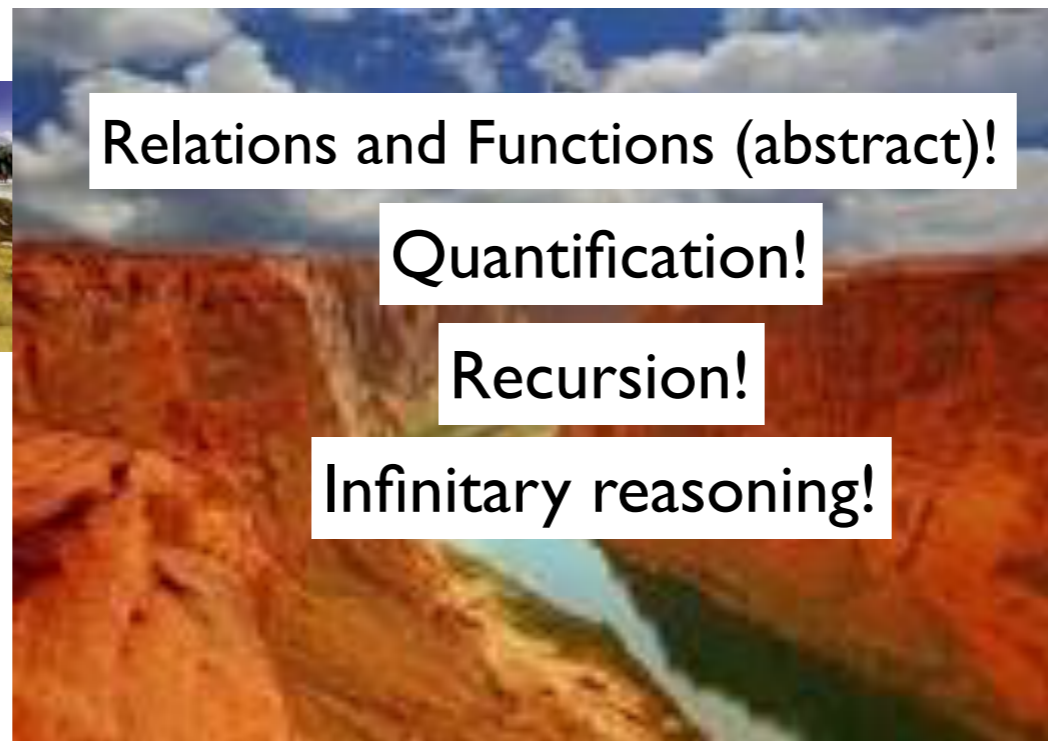 Relations and Functions (abstract)!
Quantification!
Recursion!
Infinitary reasoning!